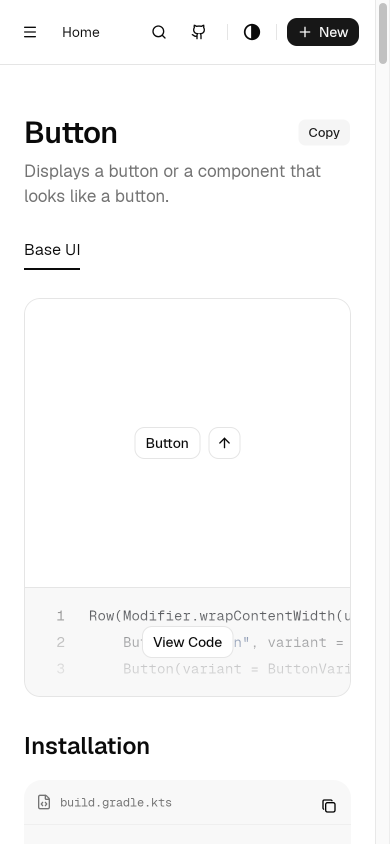 Home
New
Button
Copy
Displays a button or a component that
looks like a button.
Base UI
Button
1 Row(Modifier.wrapContentWidth(u
2 Bu n", variant =
View Code
3 Button(variant = ButtonVari
Installation
build.gradle.kts